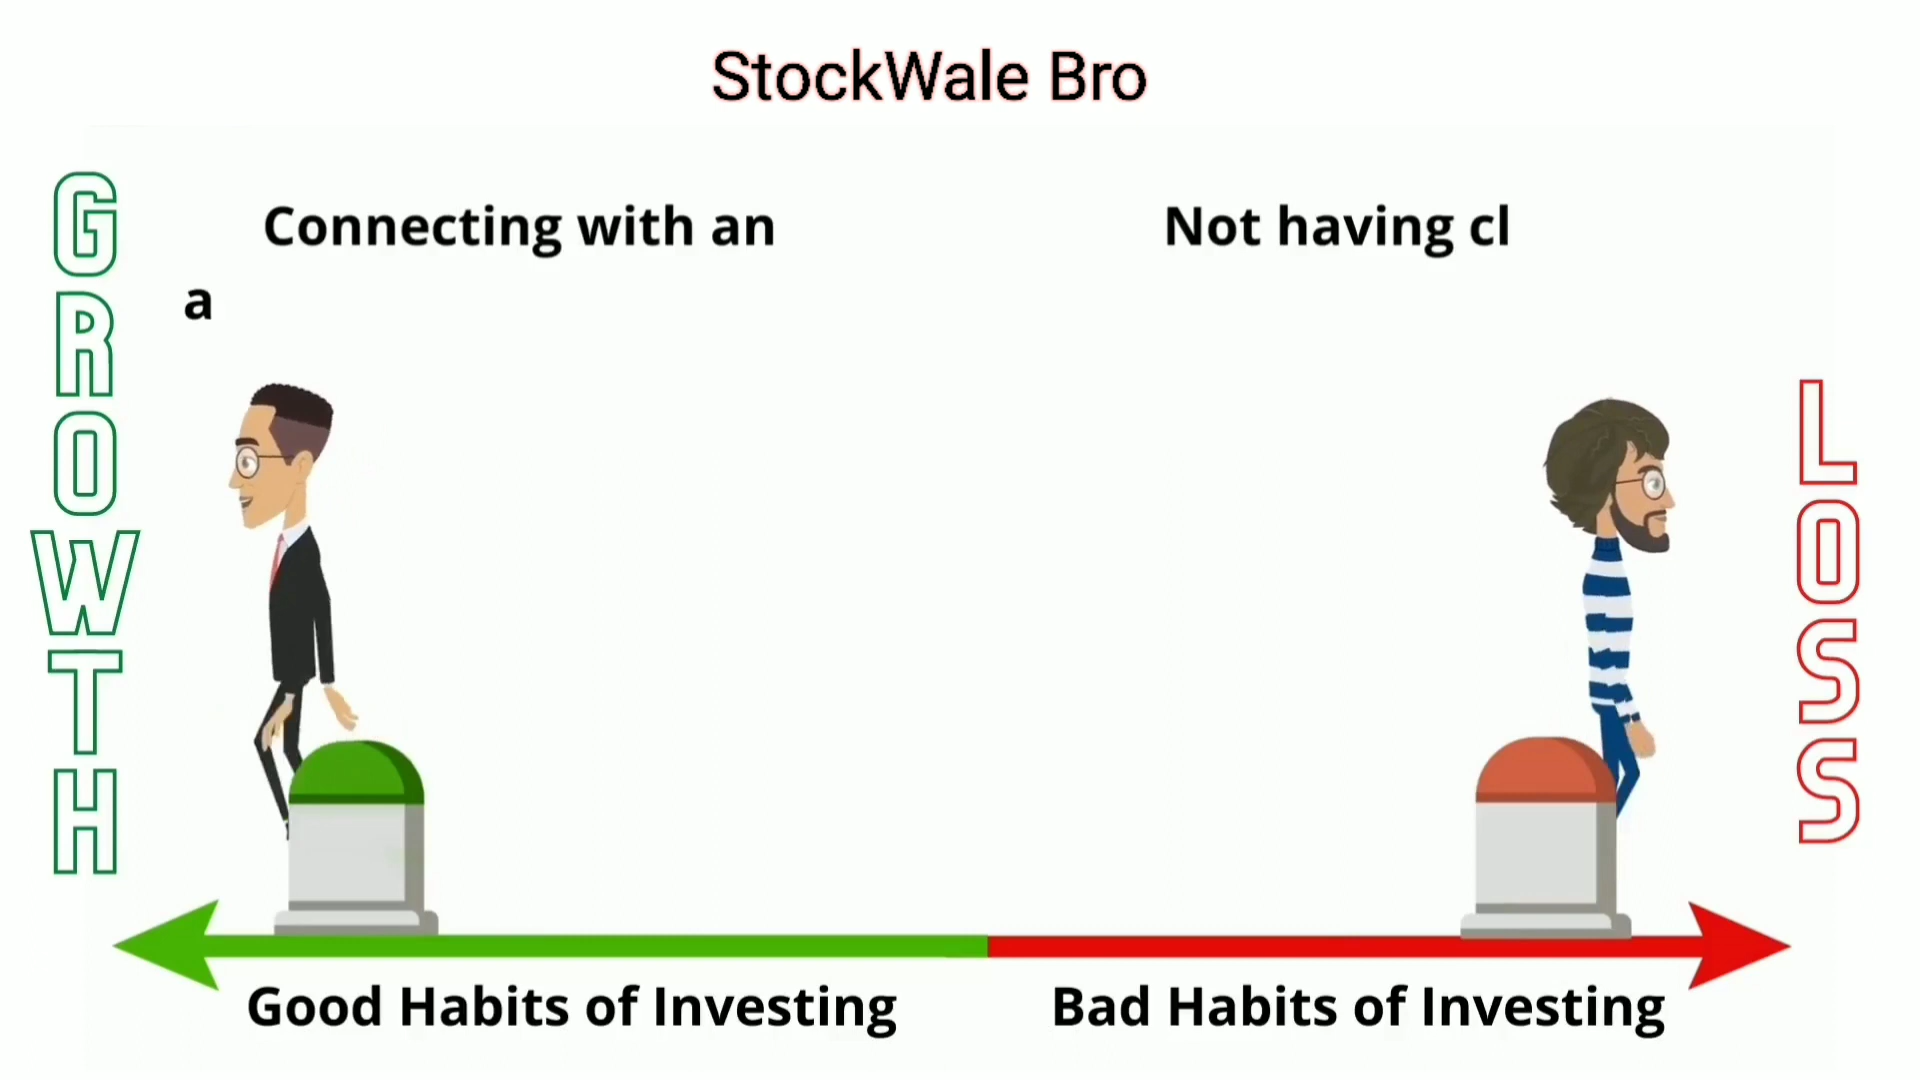 StockWale Bro
GROWTH
Connecting with an
a
Not having cl
LOSS
Good Habits of Investing
Bad Habits of Investing